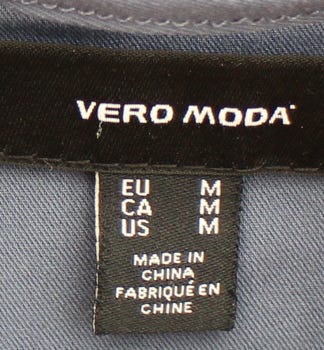 VERO MODA
EU M
CA M
US M
MADE IN
CHINA
FABRIQUÉ EN
CHINE